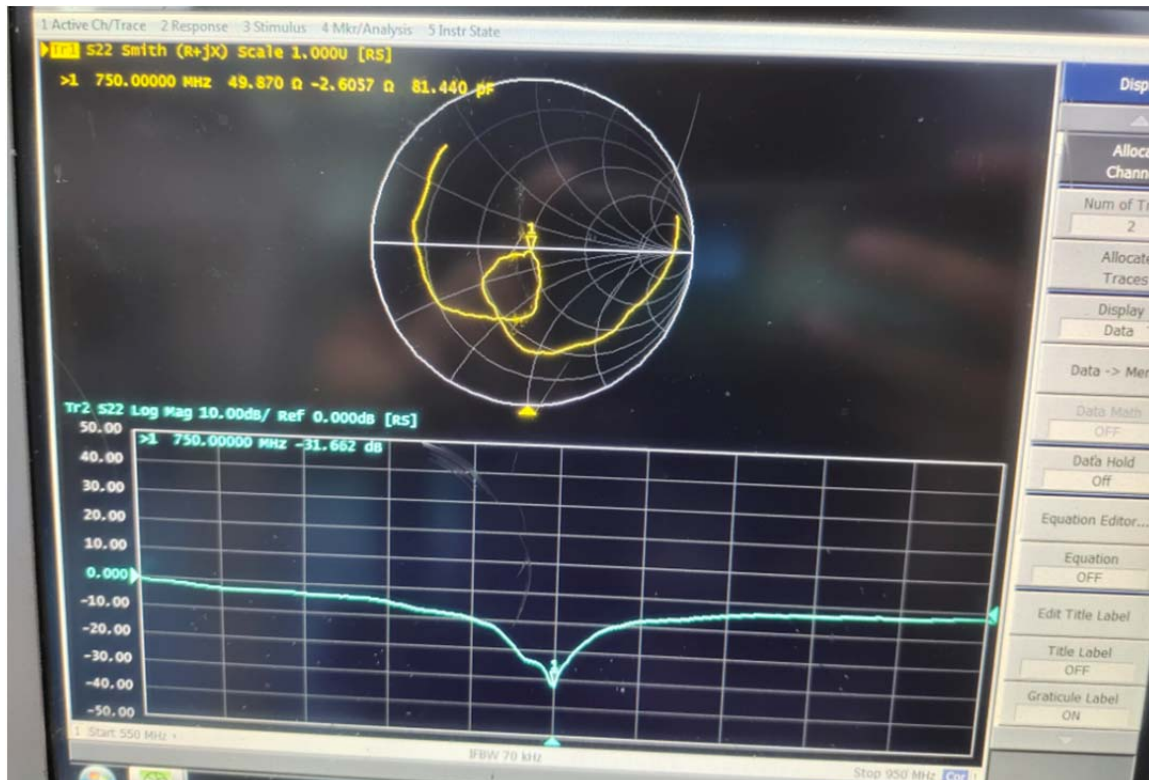 1 Active Ch/Trace 2 Response 3 Stimulus 4 Mkr/Analysis 5 Instr State
Tr1 S22 Smith (R+jX) Scale 1.000U [RS]
>1 750.00000 MHz 49.870 Ω -2.6057 Ω 81.440 pF
1
Tr2 S22 Log Mag 10.00dB/ Ref 0.000dB [RS]
50.00
>1 750.00000 MHz -31.662 dB
40.00
30.00
20.00
10.00
0.000
-10.00
-20.00
-30.00
-40.00
-50.00
1
1 Start 550 MHz
IFBW 70 kHz
Stop 950 MHz Cor
Disp
Alloca
Chann
Num of Tr
2
Allocate
Traces
Display
Data
Data -> Mem
Data Math
OFF
Data Hold
Off
Equation Editor...
Equation
OFF
Edit Title Label
Title Label
OFF
Graticule Label
ON